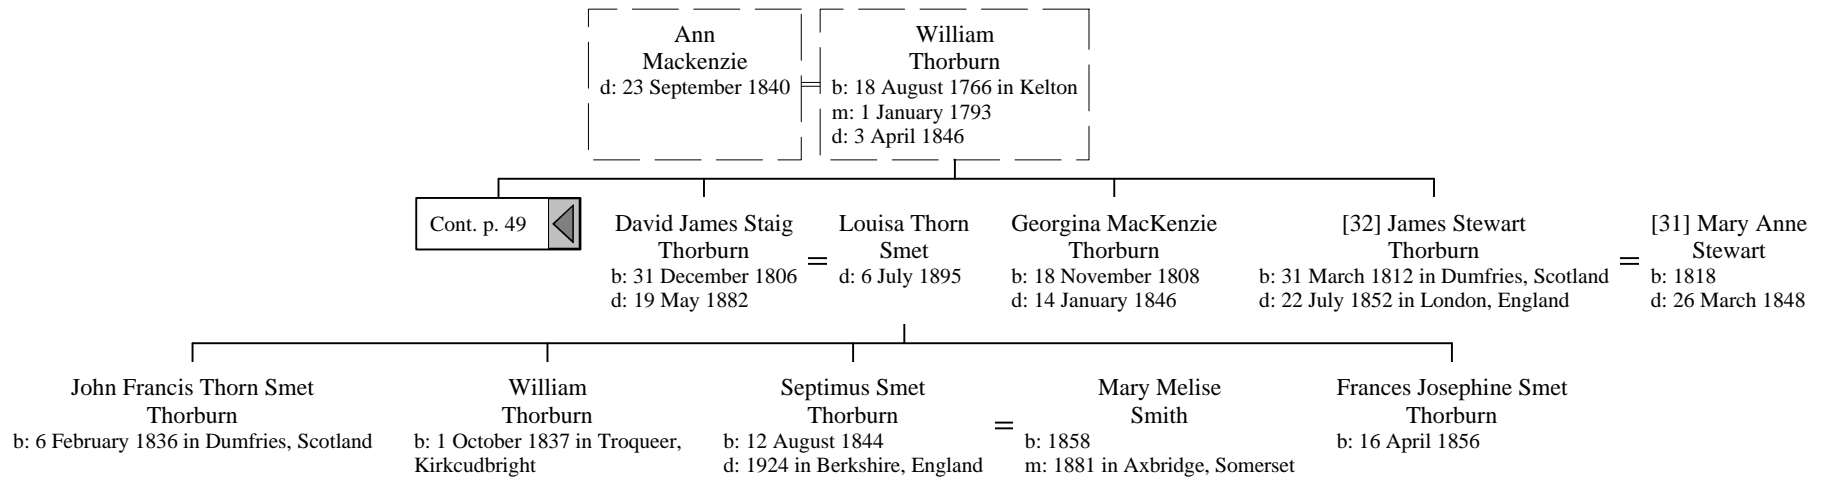 Ann
Mackenzie
d: 23 September 1840
William
Thorburn
b: 18 August 1766 in Kelton
m: 1 January 1793
d: 3 April 1846
Cont. p. 49
David James Staig
Thorburn
b: 31 December 1806
d: 19 May 1882
=
Louisa Thorn
Smet
d: 6 July 1895
Georgina MacKenzie
Thorburn
b: 18 November 1808
d: 14 January 1846
[32] James Stewart
Thorburn
b: 31 March 1812 in Dumfries, Scotland
d: 22 July 1852 in London, England
=
[31] Mary Anne
Stewart
b: 1818
d: 26 March 1848
John Francis Thorn Smet
Thorburn
b: 6 February 1836 in Dumfries, Scotland
William
Thorburn
b: 1 October 1837 in Troqueer,
Kirkcudbright
Septimus Smet
Thorburn
b: 12 August 1844
d: 1924 in Berkshire, England
=
Mary Melise
Smith
b: 1858
m: 1881 in Axbridge, Somerset
Frances Josephine Smet
Thorburn
b: 16 April 1856